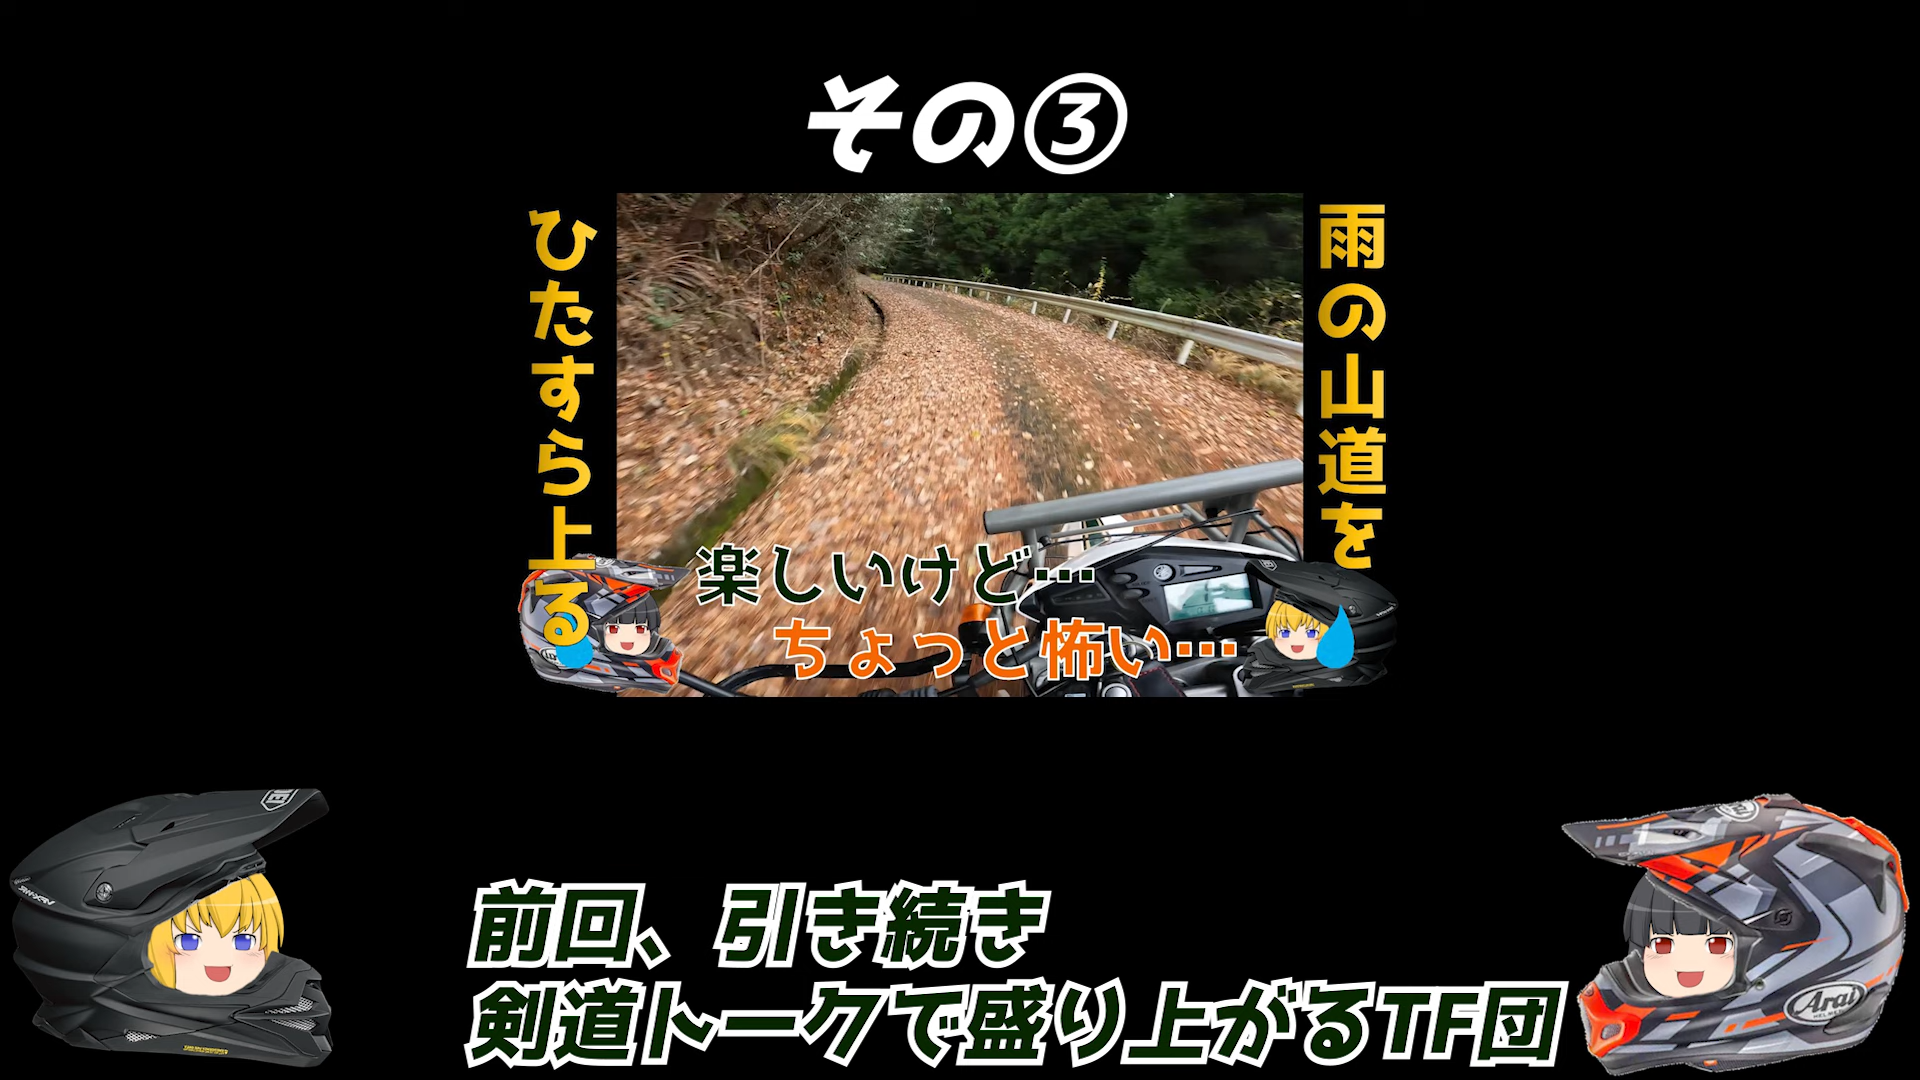 その③
雨の山道を
ひたすら上る
楽しいけど…
ちょっと怖い…
前回、引き続き
剣道トークで盛り上がるTF団
Arai
HELMET